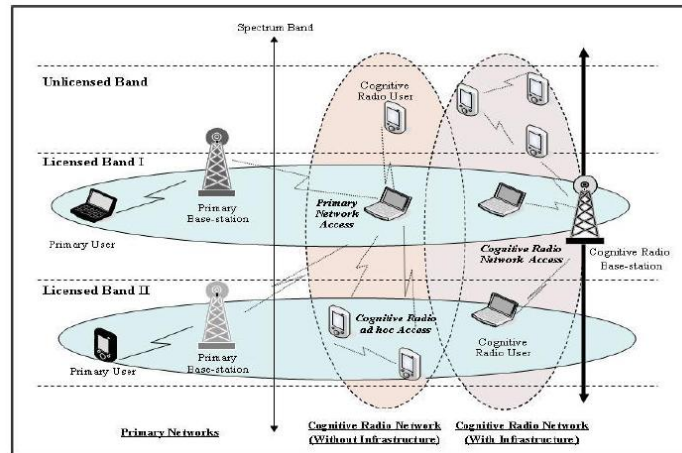 Spectrum Band
Unlicensed Band
Cognitive
Radio User
Licensed Band I
Primary
Base-station
Primary
Network
Access
Primary User
Cognitive Radio
Network Access
Cognitive Radio
Base-station
Licensed Band II
Primary
Base-station
Cognitive Radio
ad hoc Access
Cognitive
Radio User
Primary User
Primary Networks
Cognitive Radio Network
(Without Infrastructure)
Cognitive Radio Network
(With Infrastructure)